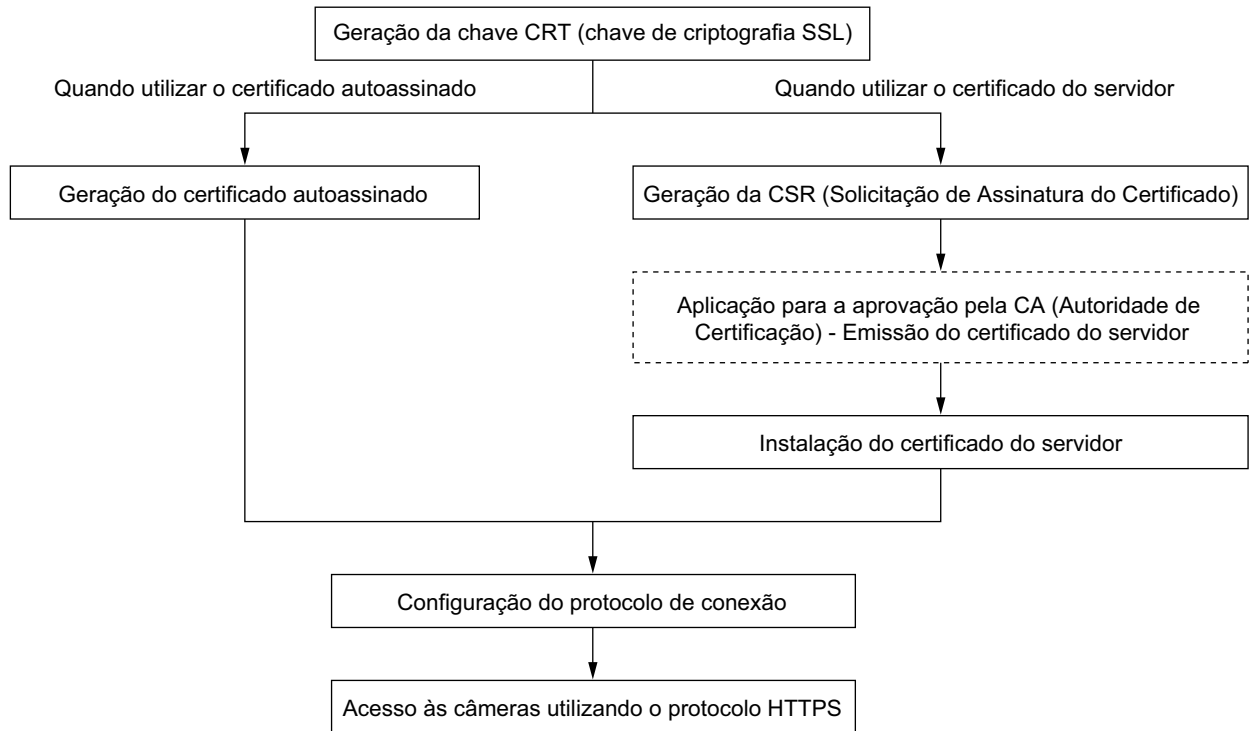 Geração da chave CRT (chave de criptografia SSL)
Quando utilizar o certificado autoassinado
Quando utilizar o certificado do servidor
Geração do certificado autoassinado
Geração da CSR (Solicitação de Assinatura do Certificado)
Aplicação para a aprovação pela CA (Autoridade de
Certificação) - Emissão do certificado do servidor
Instalação do certificado do servidor
Configuração do protocolo de conexão
Acesso às câmeras utilizando o protocolo HTTPS